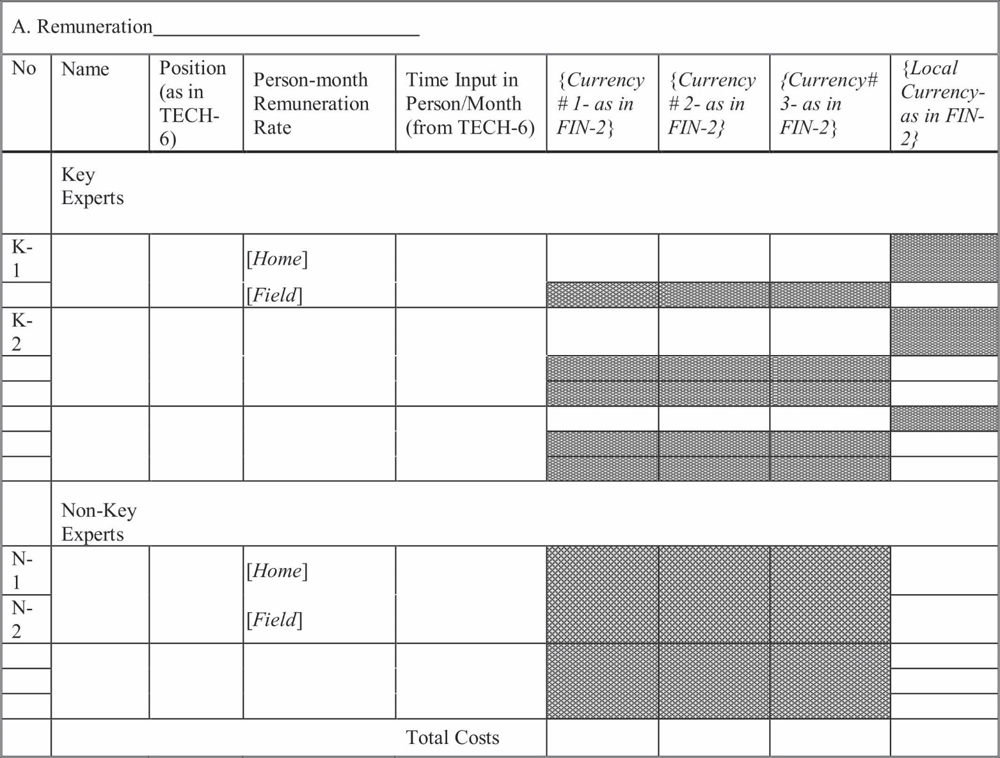 A. Remuneration
No
Name
Position
(as in
TECH-
6)
Person-month
Remuneration
Rate
Time Input in
Person/Month
(from TECH-6)
{Currency
# 1- as in
FIN-2}
{Currency
# 2- as in
FIN-2}
{Currency#
3- as in
FIN-2}
{Local
Currency-
as in FIN-
2}
Key
Experts
K-
1
[Home]
[Field]
K-
2
Non-Key
Experts
N-
1
[Home]
N-
2
[Field]
Total Costs